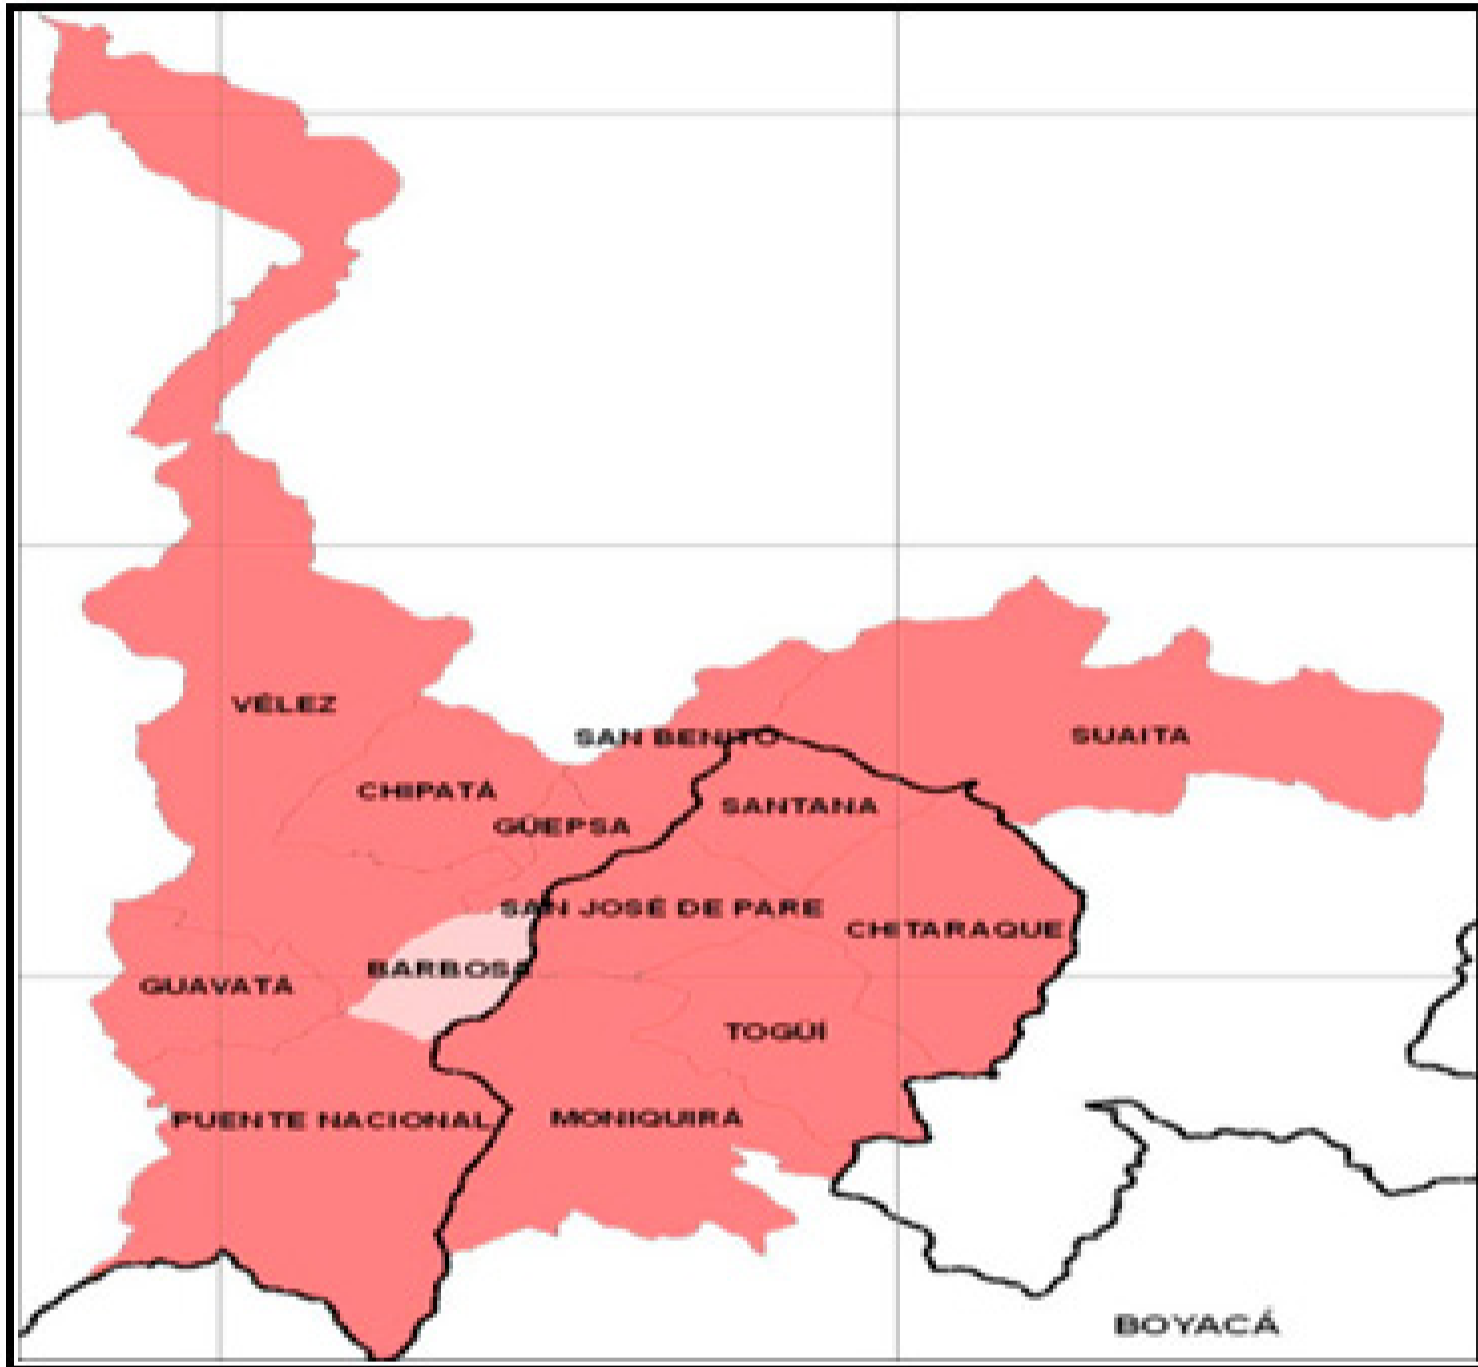 VÉLEZ
SAN BENITO
SUAITA
CHIPATÁ
SANTANA
GÜEPSA
SAN JOSÉ DE PARE
CHITARAQUE
BARBOSA
GUAVATÁ
TOGÜÍ
PUENTE NACIONAL
MONIQUIRÁ
BOYACÁ